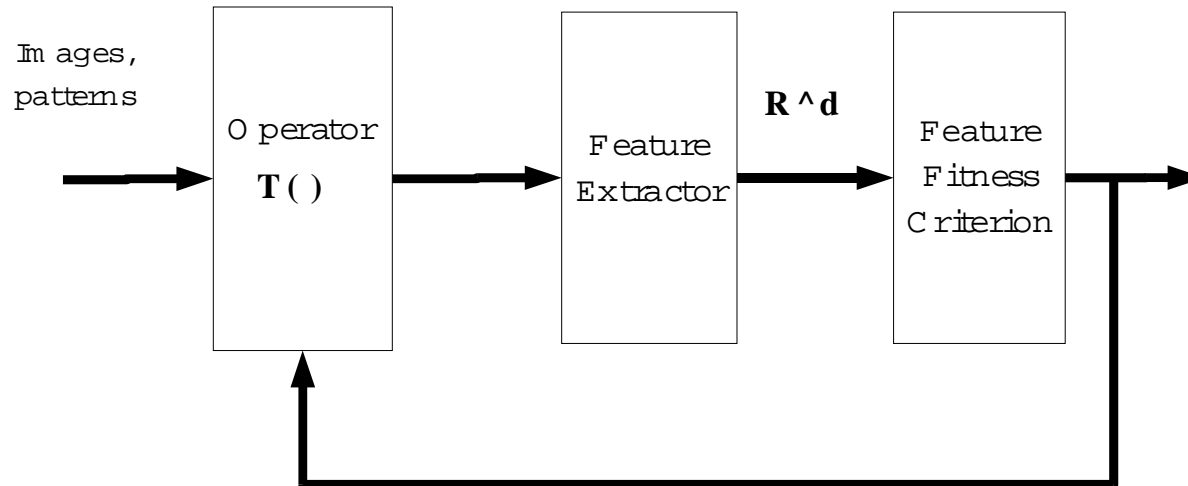 Images,
patterns
Operator
T ( )
Feature
Extractor
R ^ d
Feature
Fitness
Criterion